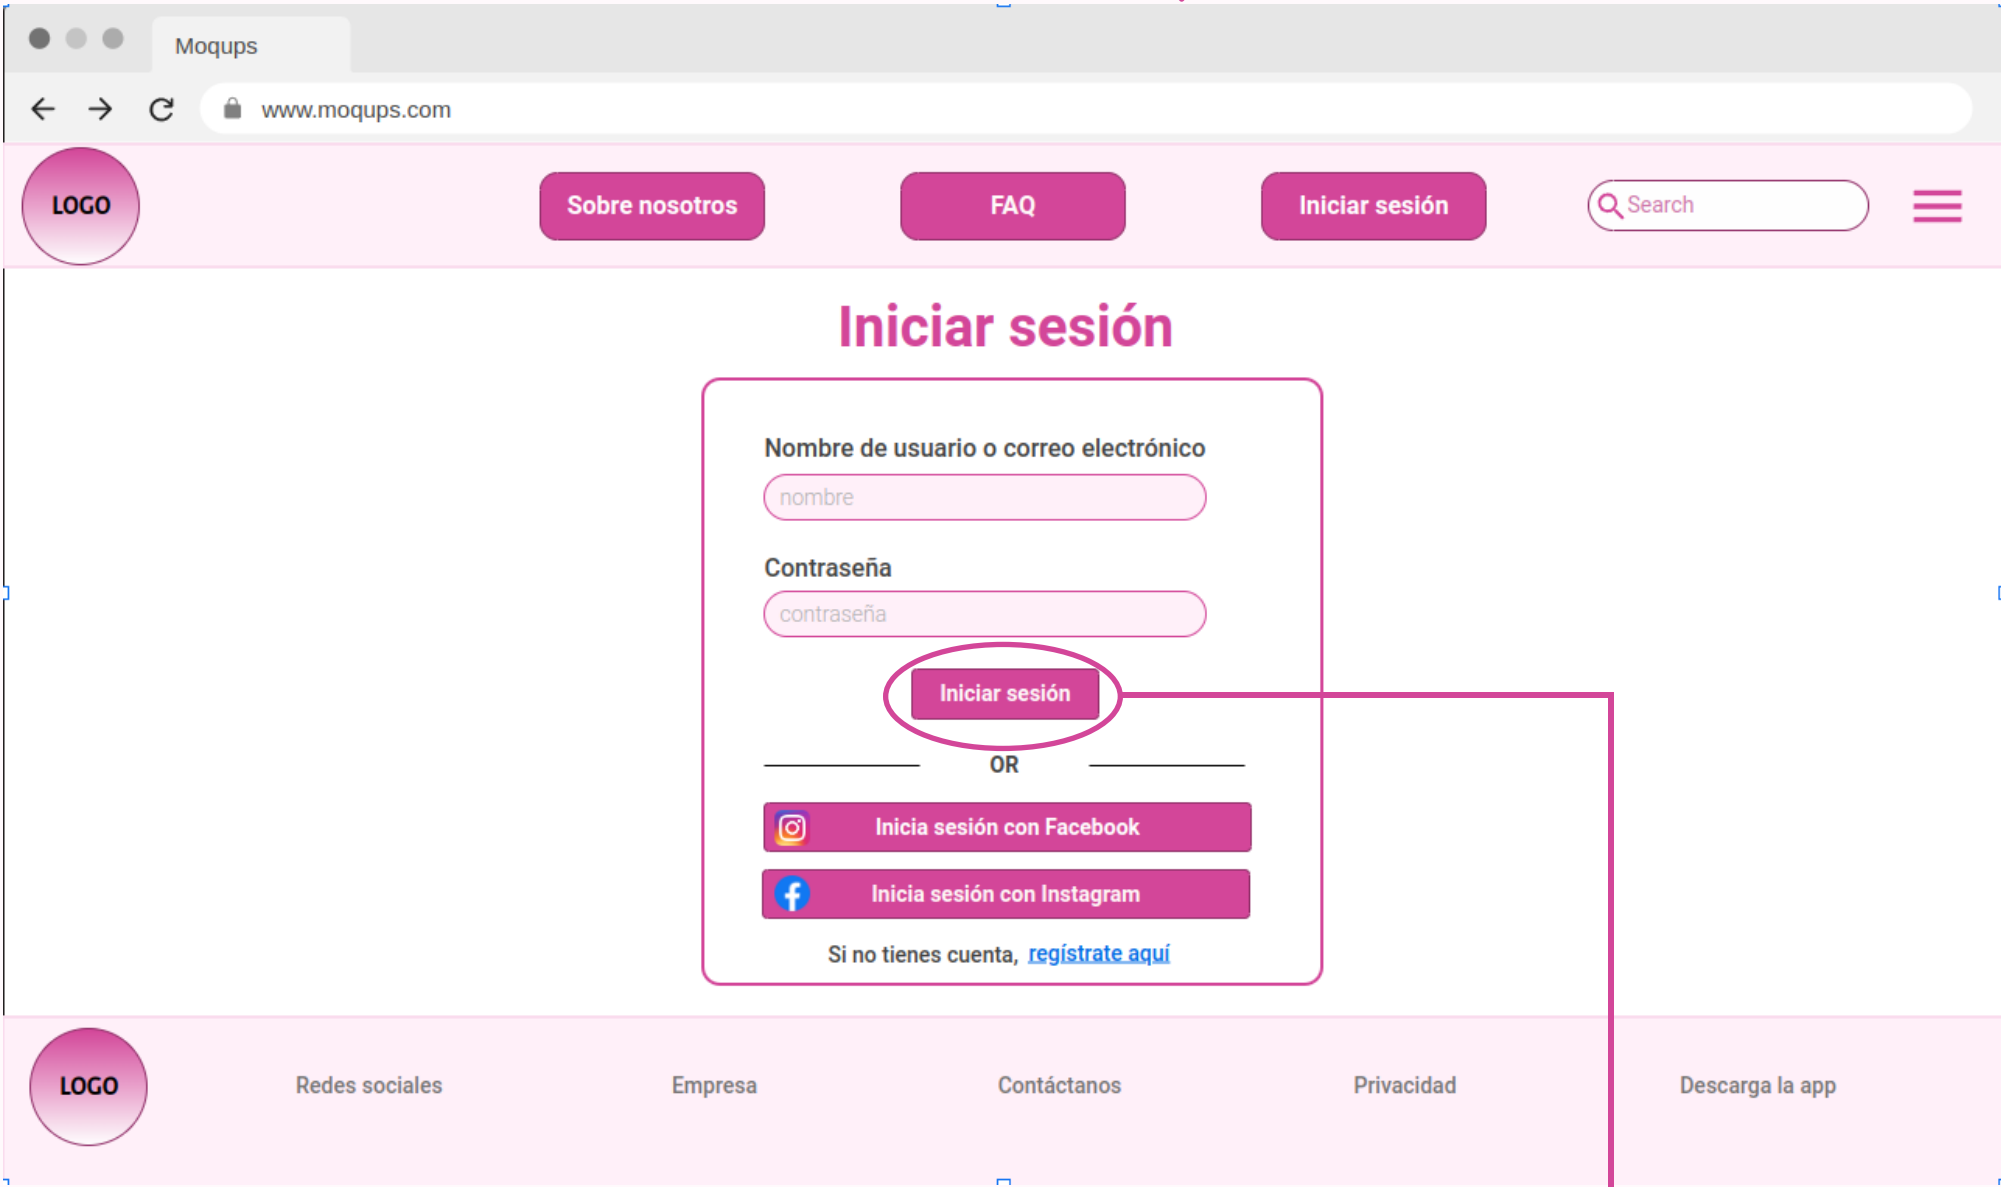 Moqups
www.moqups.com
LOGO
Sobre nosotros
FAQ
Iniciar sesión
Search
Iniciar sesión
Nombre de usuario o correo electrónico
nombre
Contraseña
contraseña
Iniciar sesión
OR
Inicia sesión con Facebook
Inicia sesión con Instagram
Si no tienes cuenta, regístrate aquí
LOGO
Redes sociales
Empresa
Contáctanos
Privacidad
Descarga la app